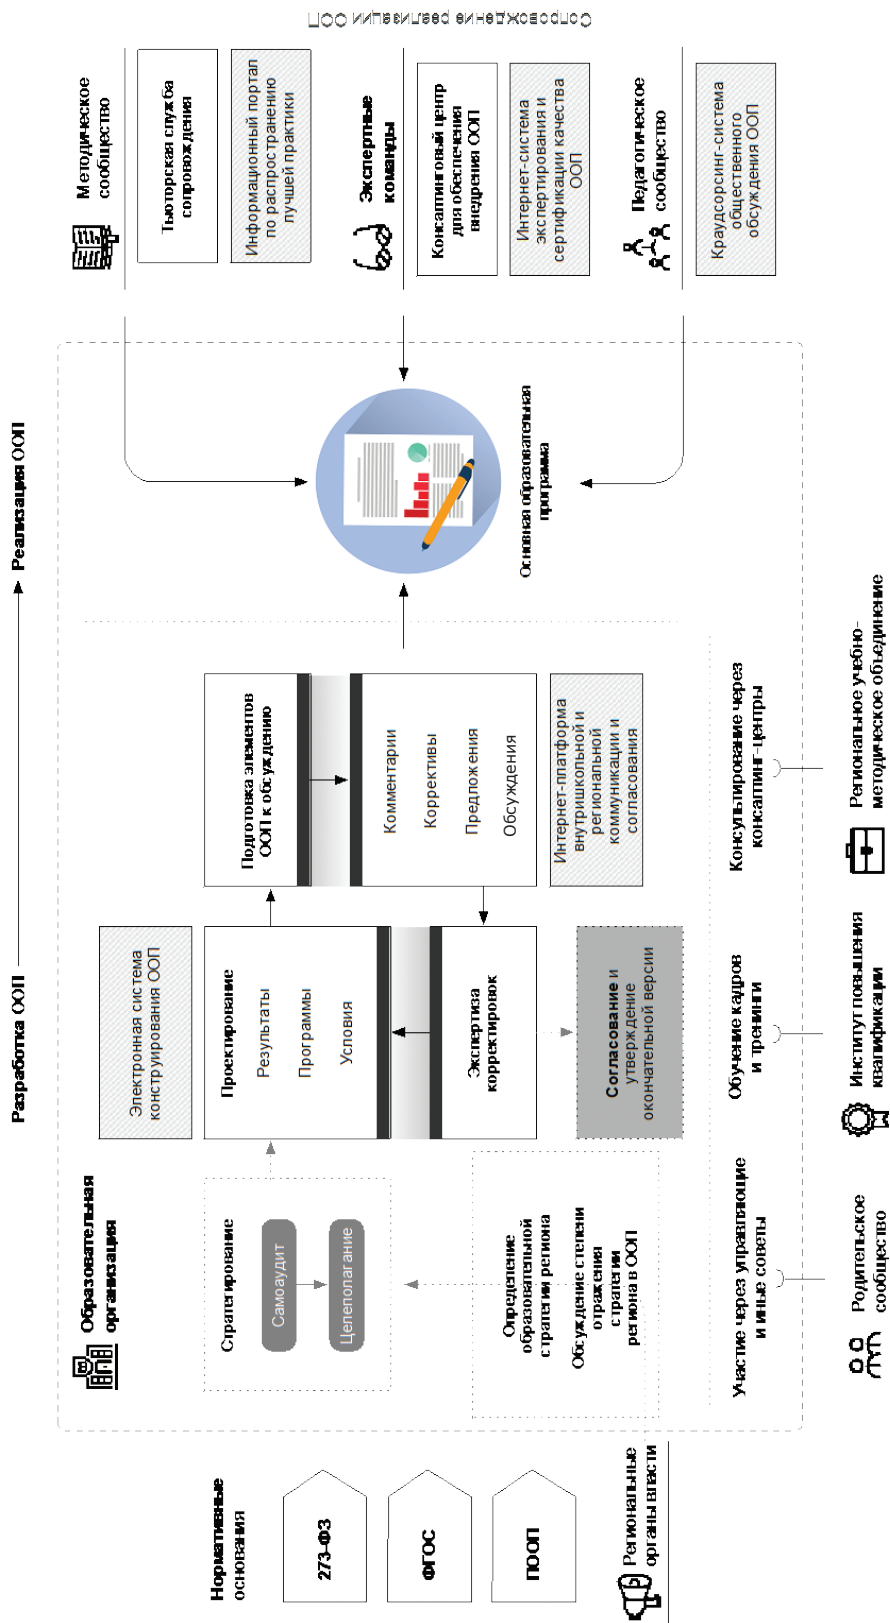 Разработка ООП
Реализация ООП
Нормативные
основания
273-ФЗ
ФГОС
ПООП
Региональные
органы власти
Образовательная
организация
Стратегирование
Самоаудит
Целеполагание
Определение
образовательной
стратегии региона
Обсуждение степени
отражения
стратегии
региона в ООП
Электронная система
конструирования ООП
Проектирование
Результаты
Программы
Условия
Экспертиза
корректировок
Согласование и
утверждение
окончательной версии
Подготовка элементов
ООП к обсуждению
Комментарии
Коррективы
Предложения
Обсуждения
Интернет-платформа
внутришкольной и
региональной
коммуникации и
согласования
Основная образовательная
программа
Участие через управляющие
и иные советы
Обучение кадров
и тренинги
Консультирование через
консалтинг-центры
Родительское
сообщество
Институт повышения
квалификации
Региональное учебно-
методическое объединение
Методическое
сообщество
Тьюторская служба
сопровождения
Информационный портал
по распространению
лучшей практики
Экспертные
команды
Консалтинговый центр
для обеспечения
внедрения ООП
Интернет-система
экспертирования и
сертификации качества
ООП
Педагогическое
сообщество
Краудсорсинг-система
общественного
обсуждения ООП
Сопровождение реализации ООП